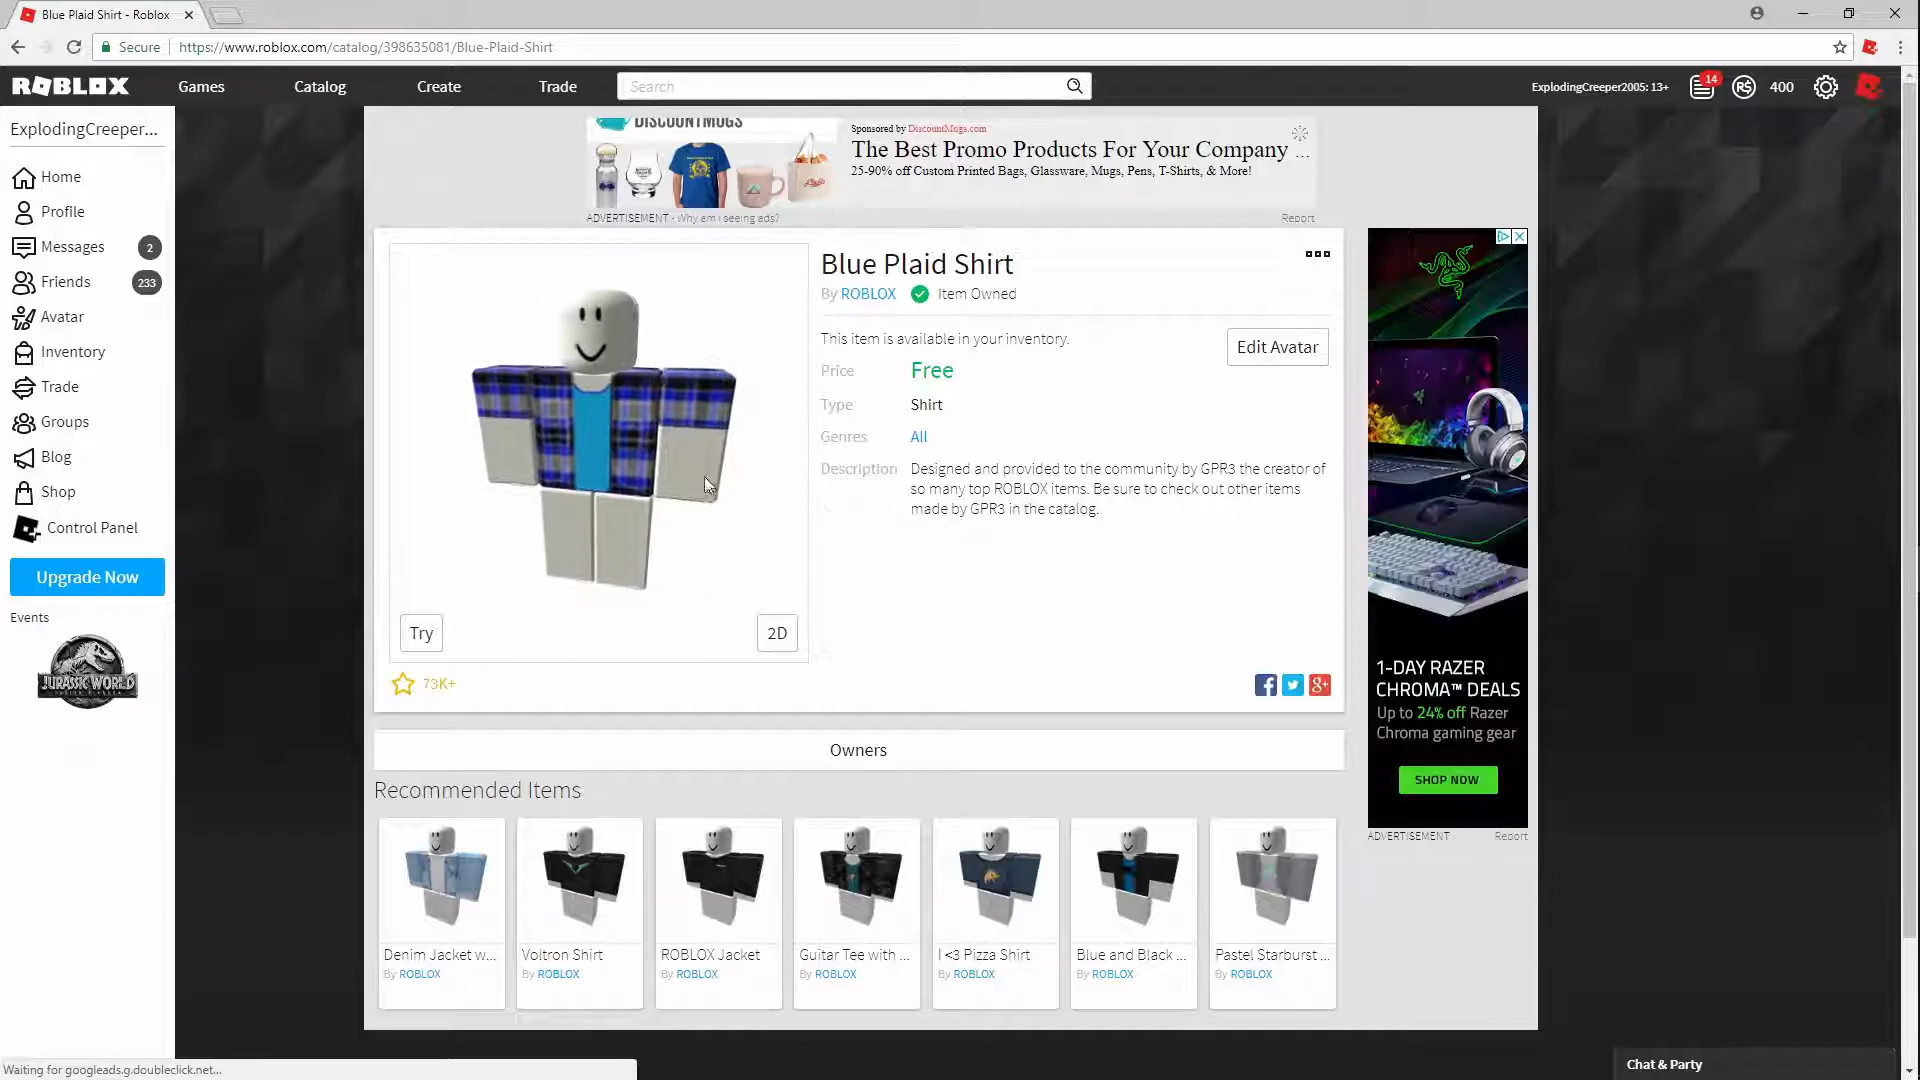 Blue Plaid Shirt - Roblox
Secure https://www.roblox.com/catalog/398635081/Blue-Plaid-Shirt
ROBLOX Games Catalog Create Trade Search ExplodingCreeper2005: 13+ 14 R$ 400
ExplodingCreeper...
Home
Profile
Messages 2
Friends 233
Avatar
Inventory
Trade
Groups
Blog
Shop
Control Panel
Upgrade Now
Events
JURASSIC WORLD
DISCOUNTMUGS
Sponsored by DiscountMugs.com
The Best Promo Products For Your Company ...
25-90% off Custom Printed Bags, Glassware, Mugs, Pens, T-Shirts, & More!
ADVERTISEMENT - Why am I seeing ads? Report
Blue Plaid Shirt
By ROBLOX Item Owned
This item is available in your inventory.
Edit Avatar
Price Free
Type Shirt
Genres All
Description Designed and provided to the community by GPR3 the creator of
so many top ROBLOX items. Be sure to check out other items
made by GPR3 in the catalog.
Try 2D
73K+
Owners
Recommended Items
Denim Jacket w...
By ROBLOX
Voltron Shirt
By ROBLOX
ROBLOX Jacket
By ROBLOX
Guitar Tee with ...
By ROBLOX
I <3 Pizza Shirt
By ROBLOX
Blue and Black ...
By ROBLOX
Pastel Starburst ...
By ROBLOX
1-DAY RAZER
CHROMA™ DEALS
Up to 24% off Razer
Chroma gaming gear
SHOP NOW
ADVERTISEMENT Report
Waiting for googleads.g.doubleclick.net...
Chat & Party